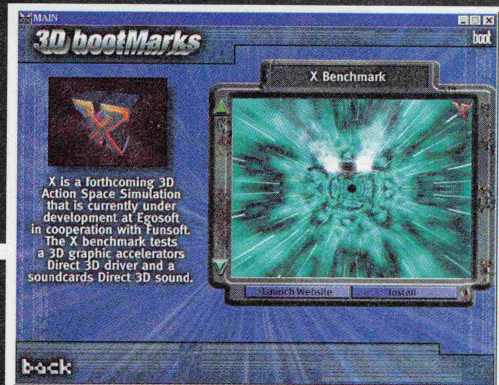 MAIN
3D bootMarks
boot
X Benchmark
X is a forthcoming 3D
Action Space Simulation
that is currently under
development at Egosoft
in cooperation with Funsoft.
The X benchmark tests
a 3D graphic accelerators
Direct 3D driver and a
soundcards Direct 3D sound.
Launch Website
Install
back